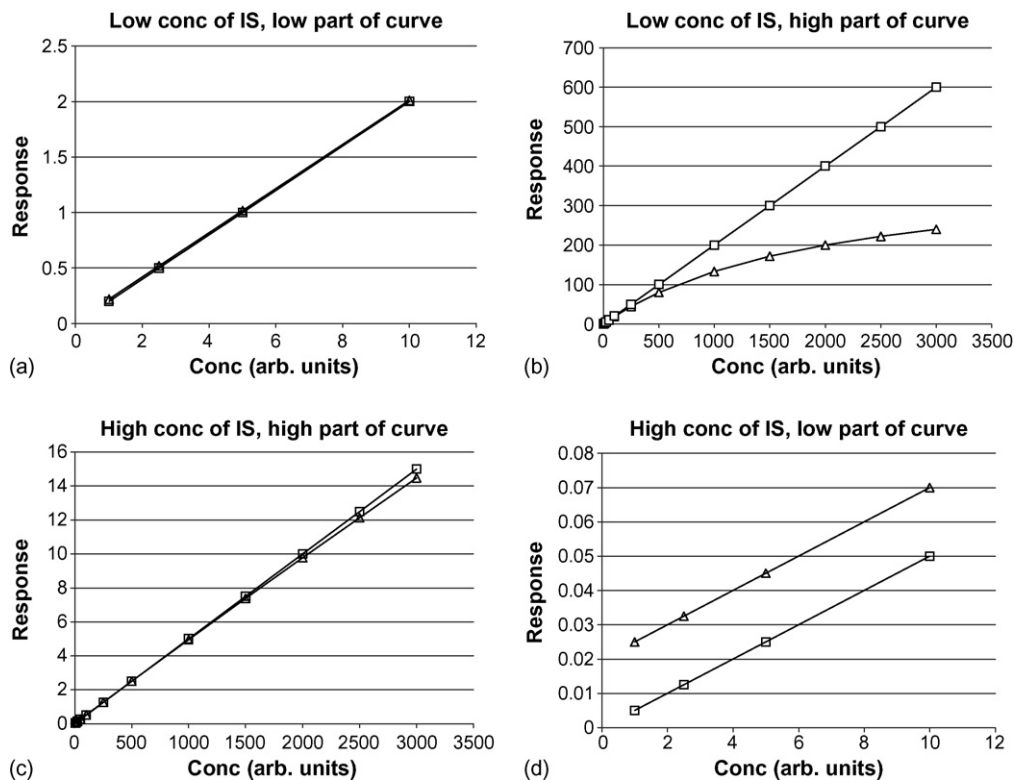 Low conc of IS, low part of curve
2.5
2
1.5
1
0.5
0
0 2 4 6 8 10 12
Response
Conc (arb. units)
(a)
Low conc of IS, high part of curve
700
600
500
400
300
200
100
0
0 500 1000 1500 2000 2500 3000 3500
Response
Conc (arb. units)
(b)
High conc of IS, high part of curve
16
14
12
10
8
6
4
2
0
0 500 1000 1500 2000 2500 3000 3500
Response
Conc (arb. units)
(c)
High conc of IS, low part of curve
0.08
0.07
0.06
0.05
0.04
0.03
0.02
0.01
0
0 2 4 6 8 10 12
Response
Conc (arb. units)
(d)